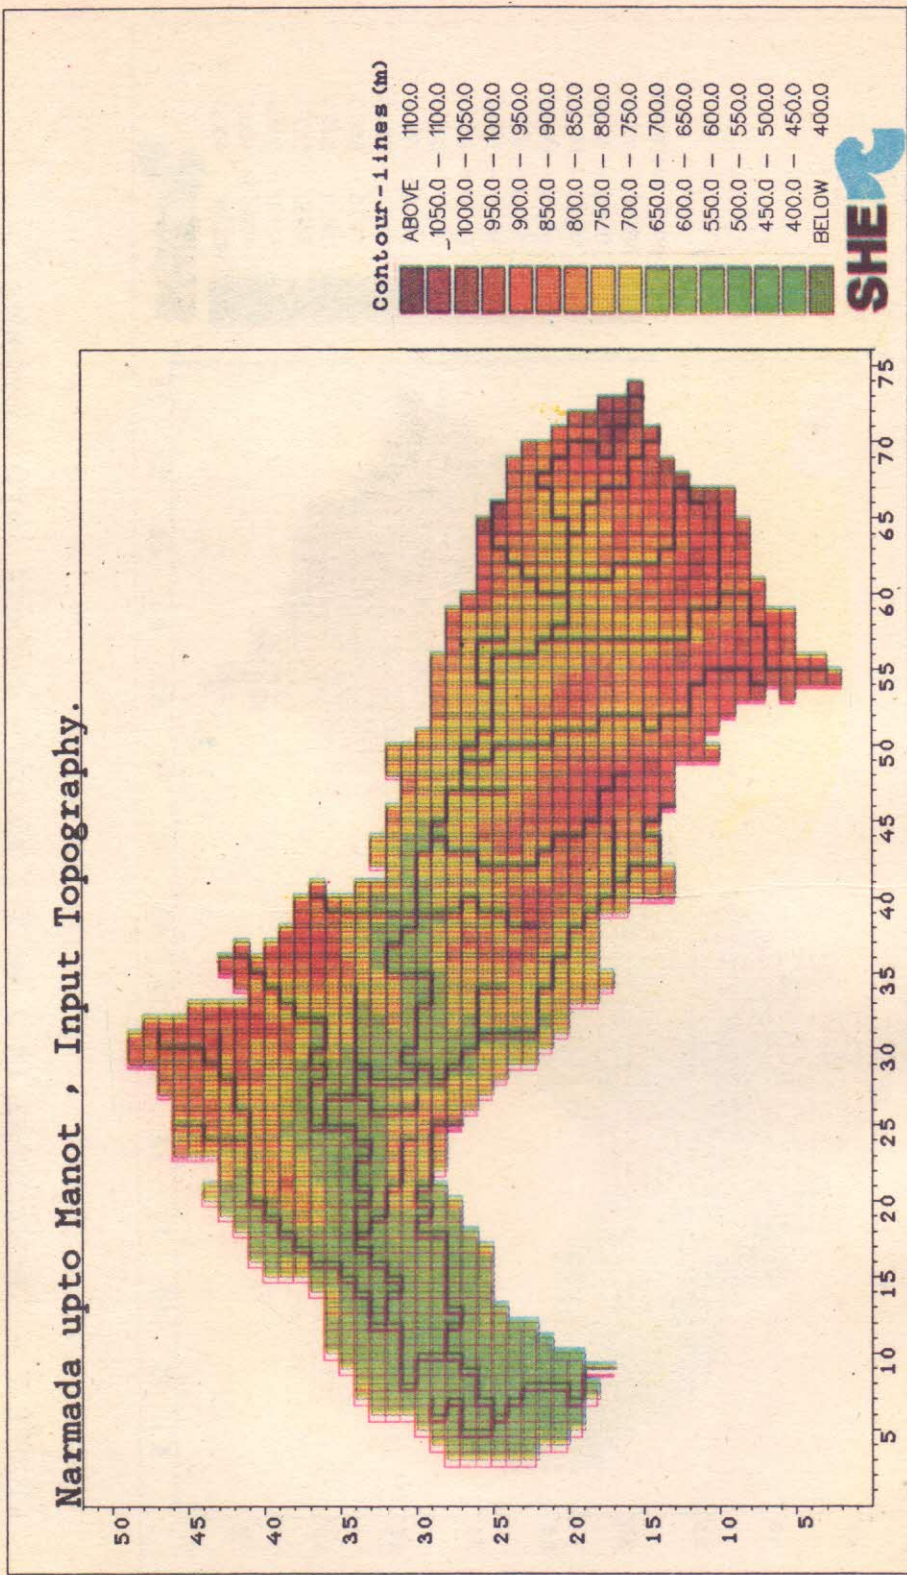 Narmada upto Manot , Input Topography.
50
45
40
35
30
25
20
15
10
5
5 10 15 20 25 30 35 40 45 50 55 60 65 70 75
Contour-lines (m)
ABOVE 1100.0
1050.0 - 1100.0
1000.0 - 1050.0
950.0 - 1000.0
900.0 - 950.0
850.0 - 900.0
800.0 - 850.0
750.0 - 800.0
700.0 - 750.0
650.0 - 700.0
600.0 - 650.0
550.0 - 600.0
500.0 - 550.0
450.0 - 500.0
400.0 - 450.0
BELOW 400.0
SHE